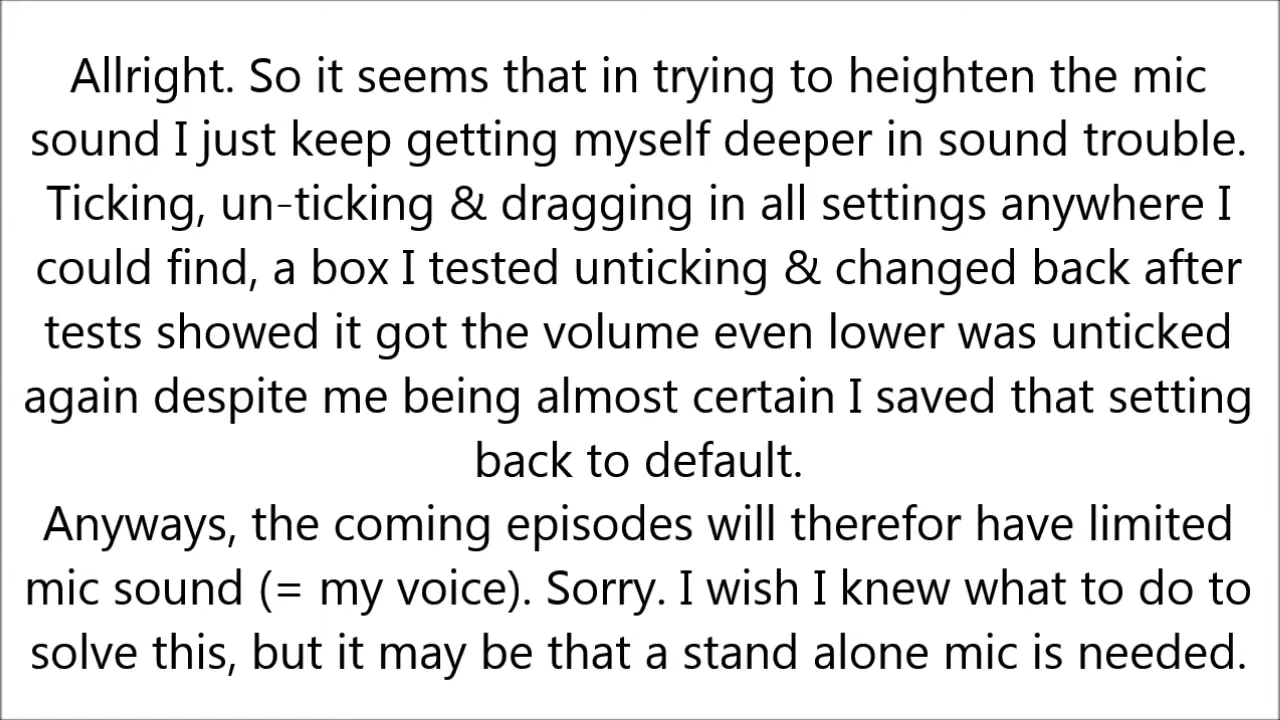 Allright. So it seems that in trying to heighten the mic
sound I just keep getting myself deeper in sound trouble.
Ticking, un-ticking & dragging in all settings anywhere I
could find, a box I tested unticking & changed back after
tests showed it got the volume even lower was unticked
again despite me being almost certain I saved that setting
back to default.
Anyways, the coming episodes will therefor have limited
mic sound (= my voice). Sorry. I wish I knew what to do to
solve this, but it may be that a stand alone mic is needed.